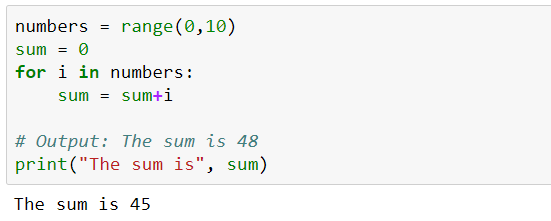 numbers = range(0,10)
sum = 0
for i in numbers:
    sum = sum+i

# Output: The sum is 48
print("The sum is", sum)
The sum is 45